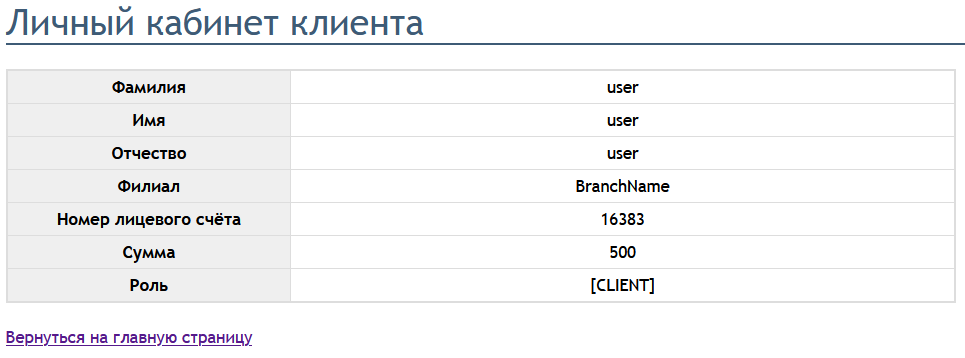 Личный кабинет клиента
Фамилия user
Имя user
Отчество user
Филиал BranchName
Номер лицевого счёта 16383
Сумма 500
Роль [CLIENT]
Вернуться на главную страницу